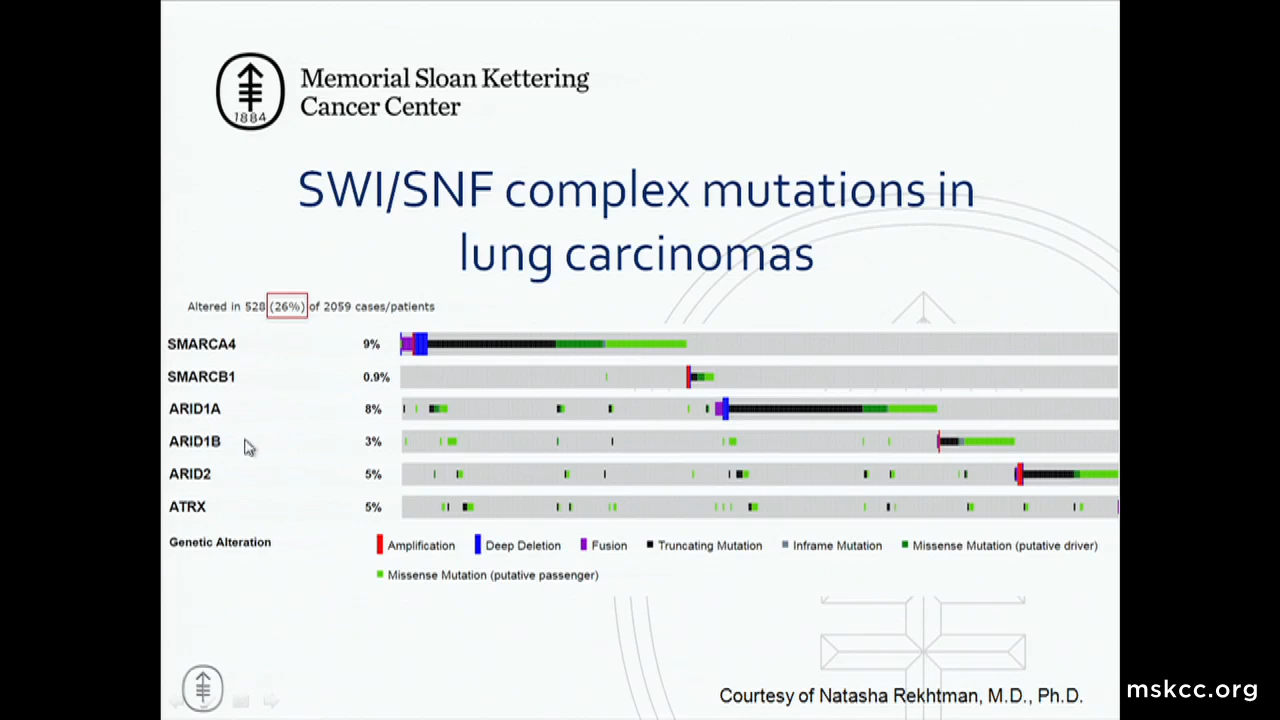 1884
Memorial Sloan Kettering
Cancer Center
SWI/SNF complex mutations in
lung carcinomas
Altered in 528 (26%) of 2059 cases/patients
SMARCA4 9%
SMARCB1 0.9%
ARID1A 8%
ARID1B 3%
ARID2 5%
ATRX 5%
Genetic Alteration Amplification Deep Deletion Fusion Truncating Mutation Inframe Mutation Missense Mutation (putative driver)
Missense Mutation (putative passenger)
Courtesy of Natasha Rekhtman, M.D., Ph.D.
mskcc.org